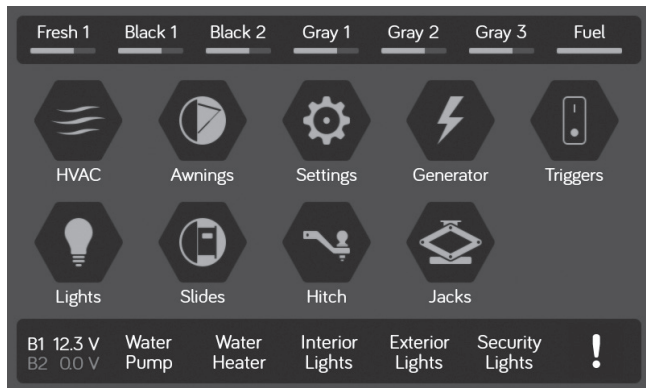 Fresh 1 Black 1 Black 2 Gray 1 Gray 2 Gray 3 Fuel
HVAC Awnings Settings Generator Triggers
Lights Slides Hitch Jacks
B1 12.3 V Water Water Interior Exterior Security !
B2 0.0 V Pump Heater Lights Lights Lights